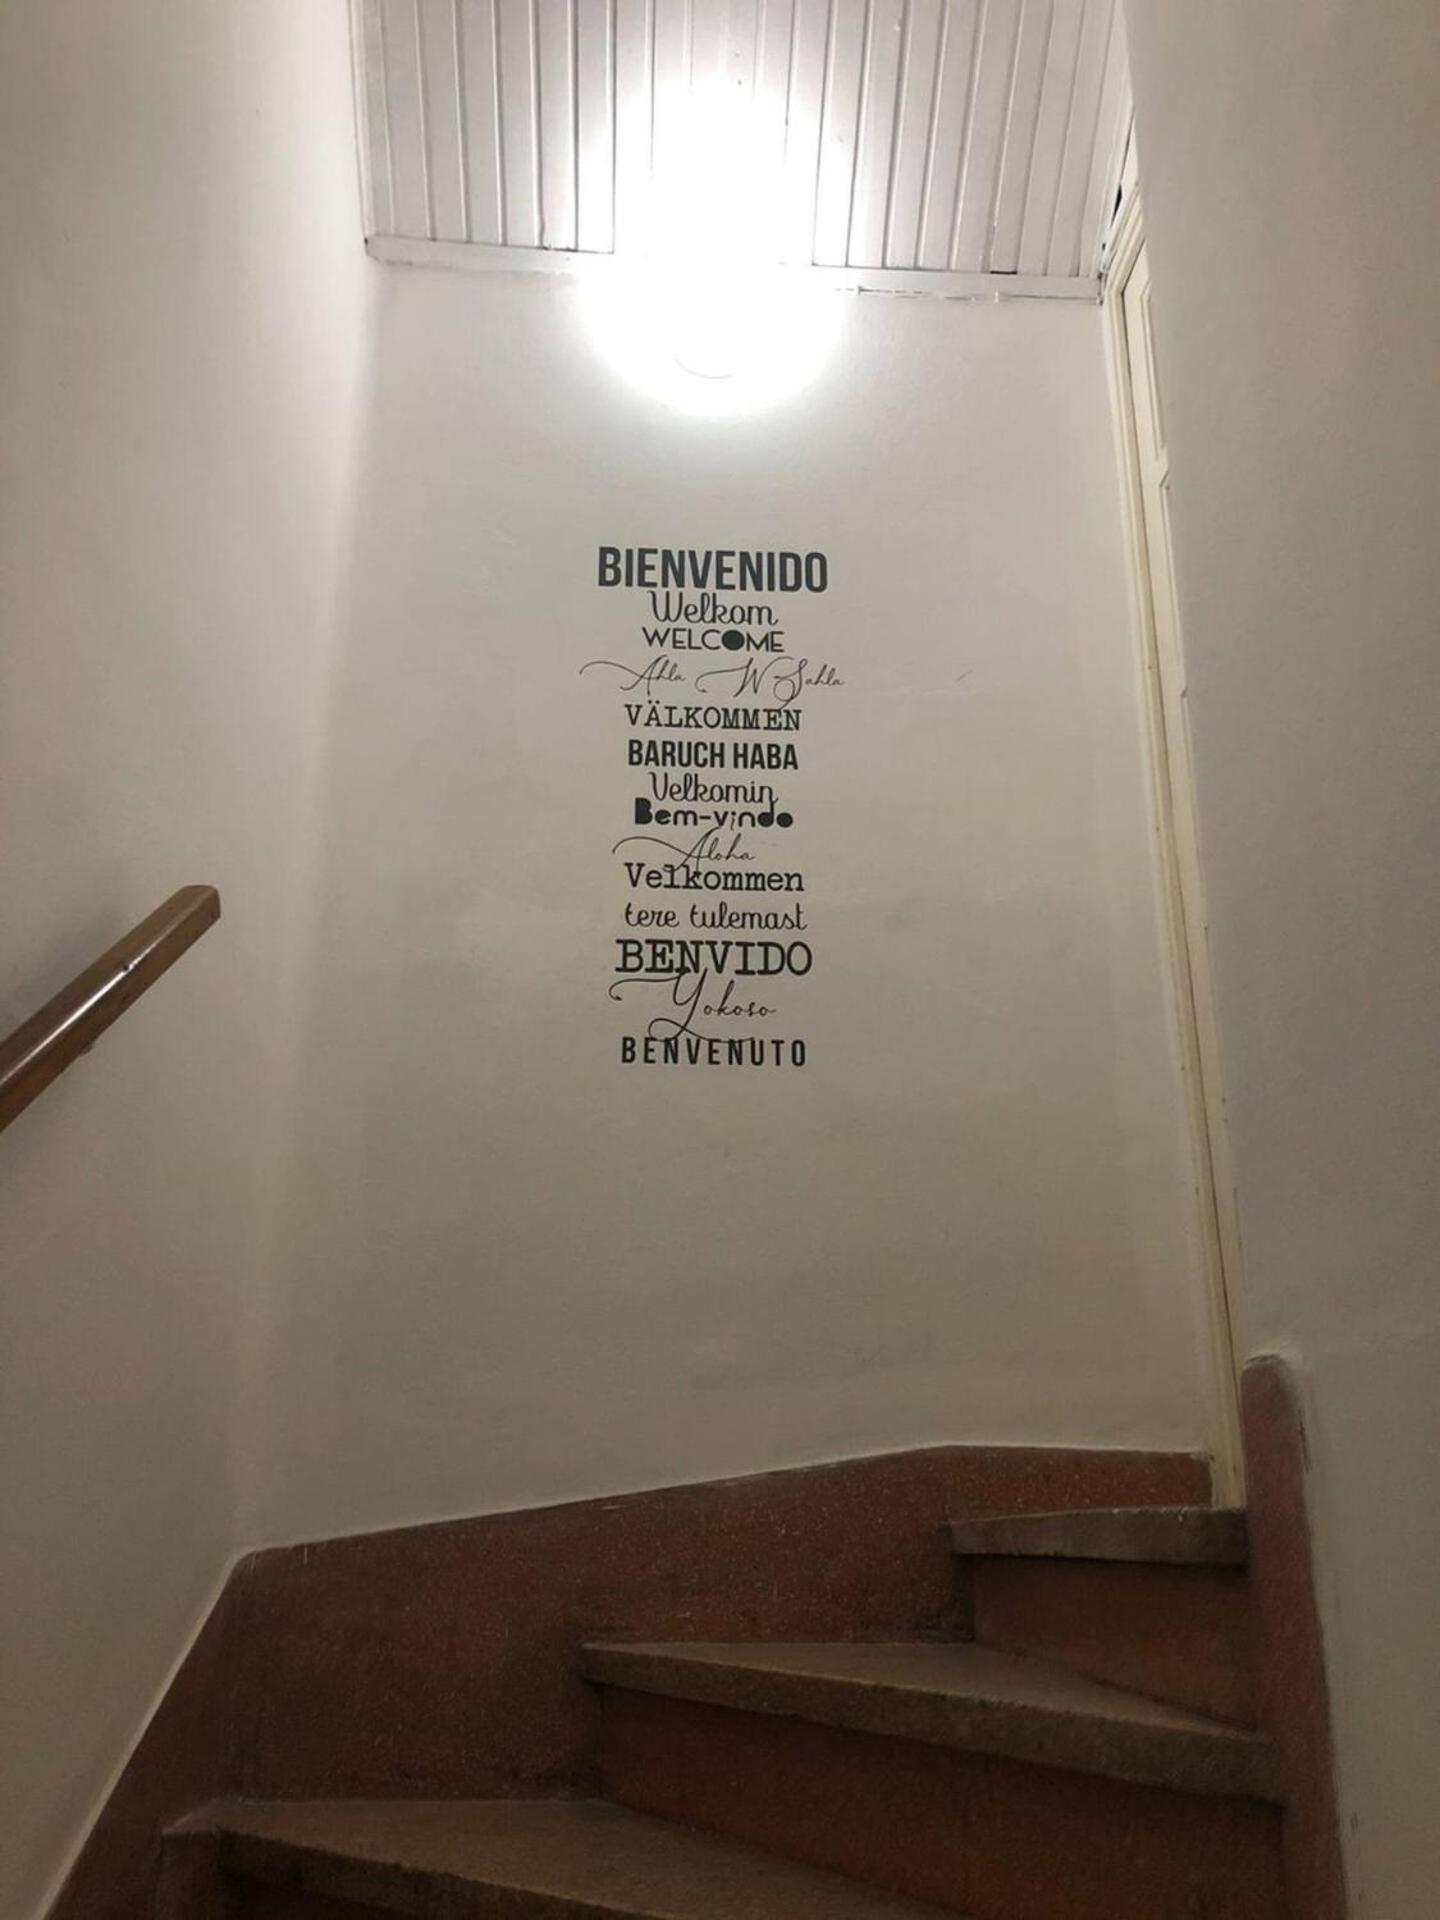 BIENVENIDO
Welkom
WELCOME
Ahla W Sahla
VÄLKOMMEN
BARUCH HABA
Velkomin
Bem-vindo
Aloha
Velkommen
tere tulemast
BENVIDO
Yokoso
BENVENUTO